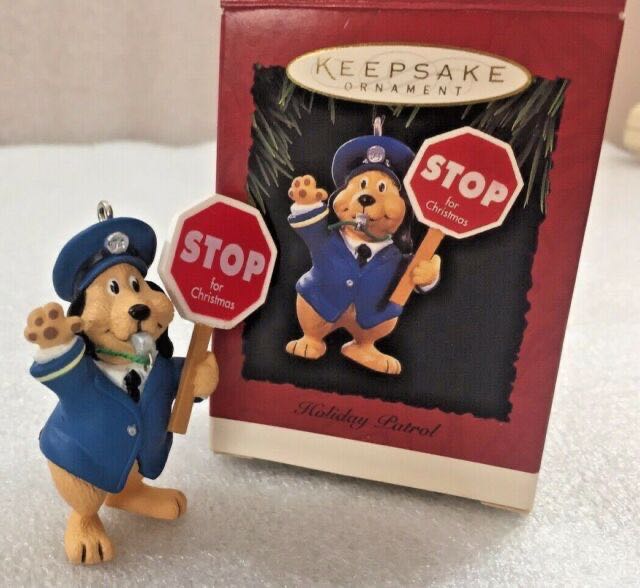 KEEPSAKE
ORNAMENT
STOP
for
Christmas
Holiday Patrol
STOP
for
Christmas